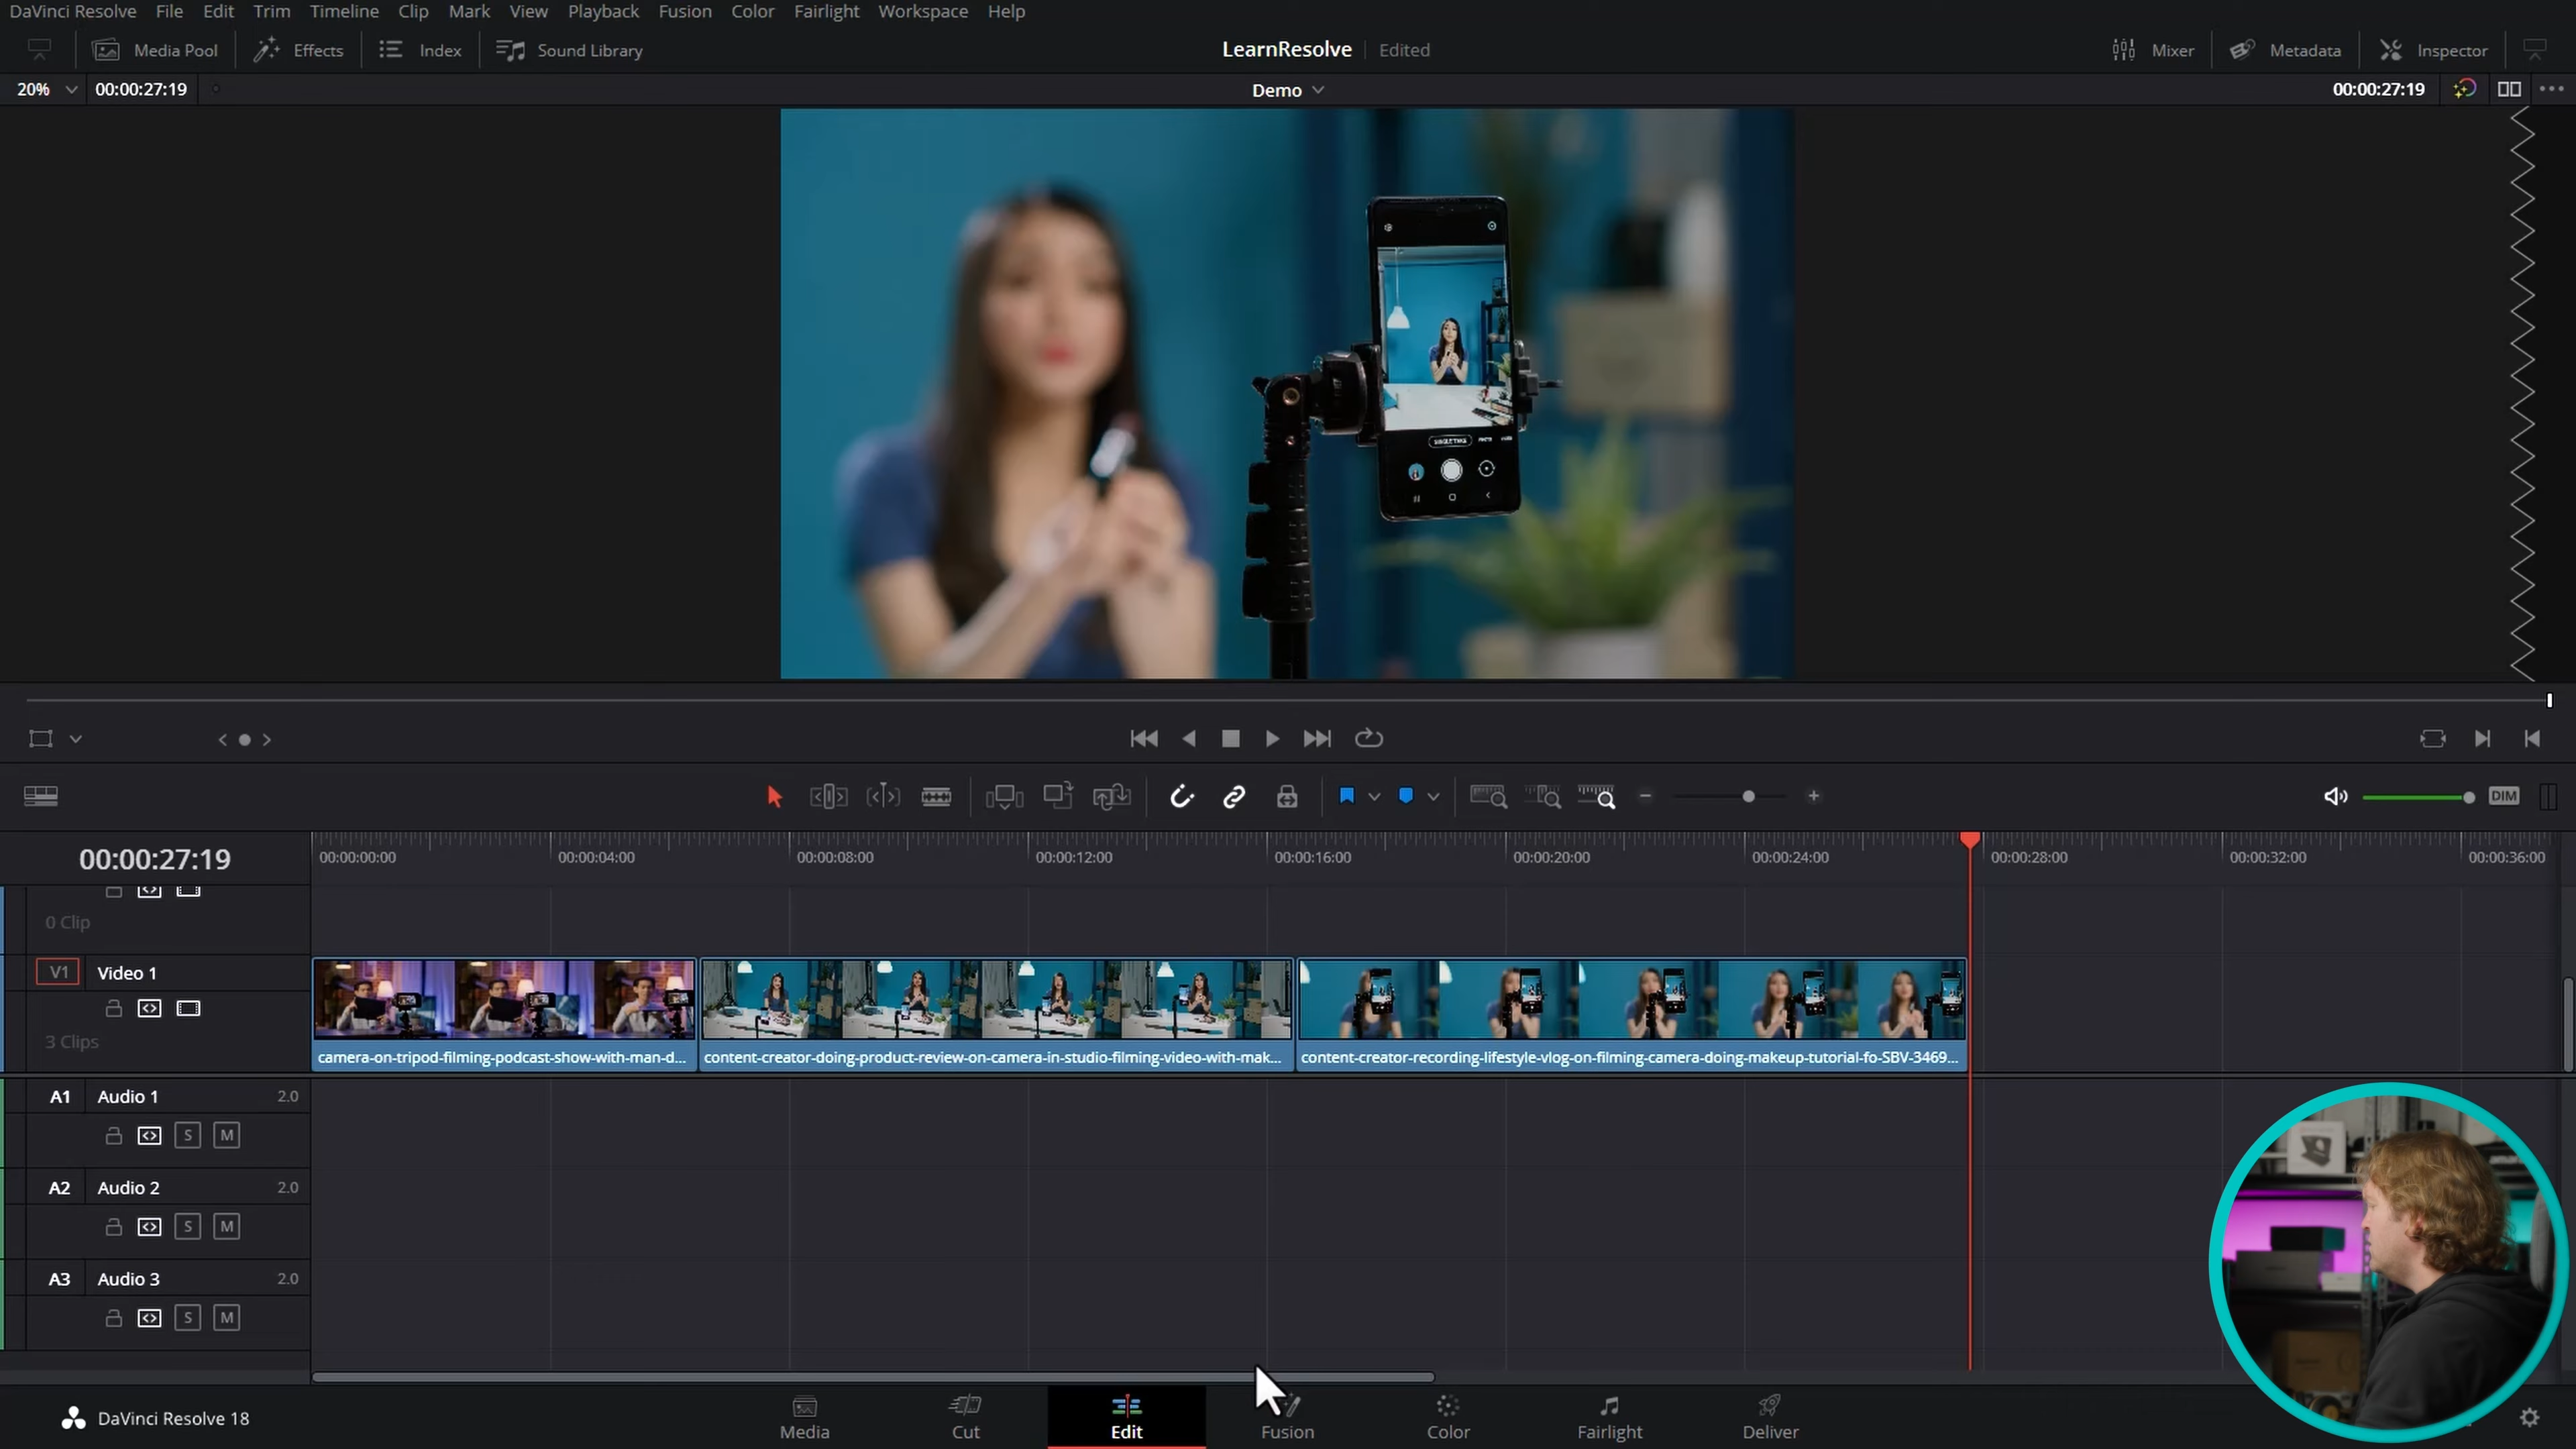 DaVinci Resolve File Edit Trim Timeline Clip Mark View Playback Fusion Color Fairlight Workspace Help
Media Pool Effects Index Sound Library LearnResolve Edited Mixer Metadata Inspector
20% 00:00:27:19 Demo 00:00:27:19
SINGLE TAKE
DIM
00:00:27:19 00:00:00:00 00:00:04:00 00:00:08:00 00:00:12:00 00:00:16:00 00:00:20:00 00:00:24:00 00:00:28:00 00:00:32:00 00:00:36:00
0 Clip
V1 Video 1
3 Clips
camera-on-tripod-filming-podcast-show-with-man-d... content-creator-doing-product-review-on-camera-in-studio-filming-video-with-mak... content-creator-recording-lifestyle-vlog-on-filming-camera-doing-makeup-tutorial-fo-SBV-3469...
A1 Audio 1 2.0
S M
A2 Audio 2 2.0
S M
A3 Audio 3 2.0
S M
DaVinci Resolve 18 Media Cut Edit Fusion Color Fairlight Deliver